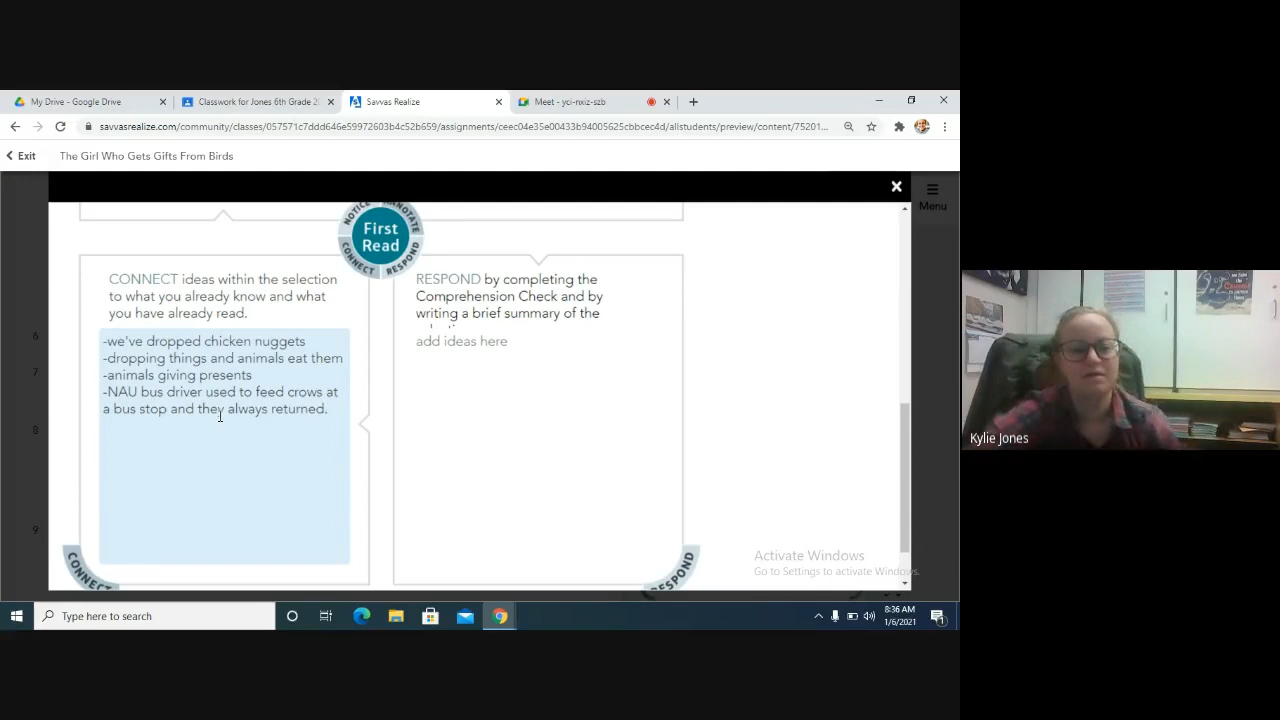 My Drive - Google Drive
Classwork for Jones 6th Grade 2
Savvas Realize
Meet - yci-nxiz-szb
savvasrealize.com/community/classes/057571c7ddd646e59972603b4c52b659/assignments/ceec04e35e00433b94005625cbbcec4d/allstudents/preview/content/75201...
Exit
The Girl Who Gets Gifts From Birds
Menu
NOTICE
ANNOTATE
CONNECT
RESPOND
First
Read
CONNECT ideas within the selection
to what you already know and what
you have already read.
-we've dropped chicken nuggets
-dropping things and animals eat them
-animals giving presents
-NAU bus driver used to feed crows at
a bus stop and they always returned.
RESPOND by completing the
Comprehension Check and by
writing a brief summary of the
add ideas here
6
7
8
9
CONNECT
RESPOND
Activate Windows
Go to Settings to activate Windows.
Type here to search
8:36 AM
1/6/2021
1
Kylie Jones